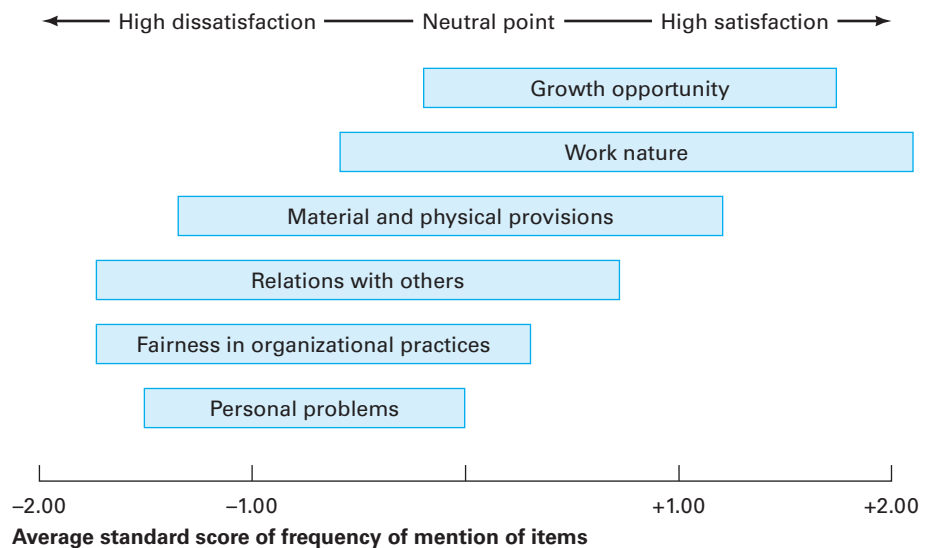 High dissatisfaction Neutral point High satisfaction
Growth opportunity
Work nature
Material and physical provisions
Relations with others
Fairness in organizational practices
Personal problems
–2.00 –1.00 +1.00 +2.00
Average standard score of frequency of mention of items